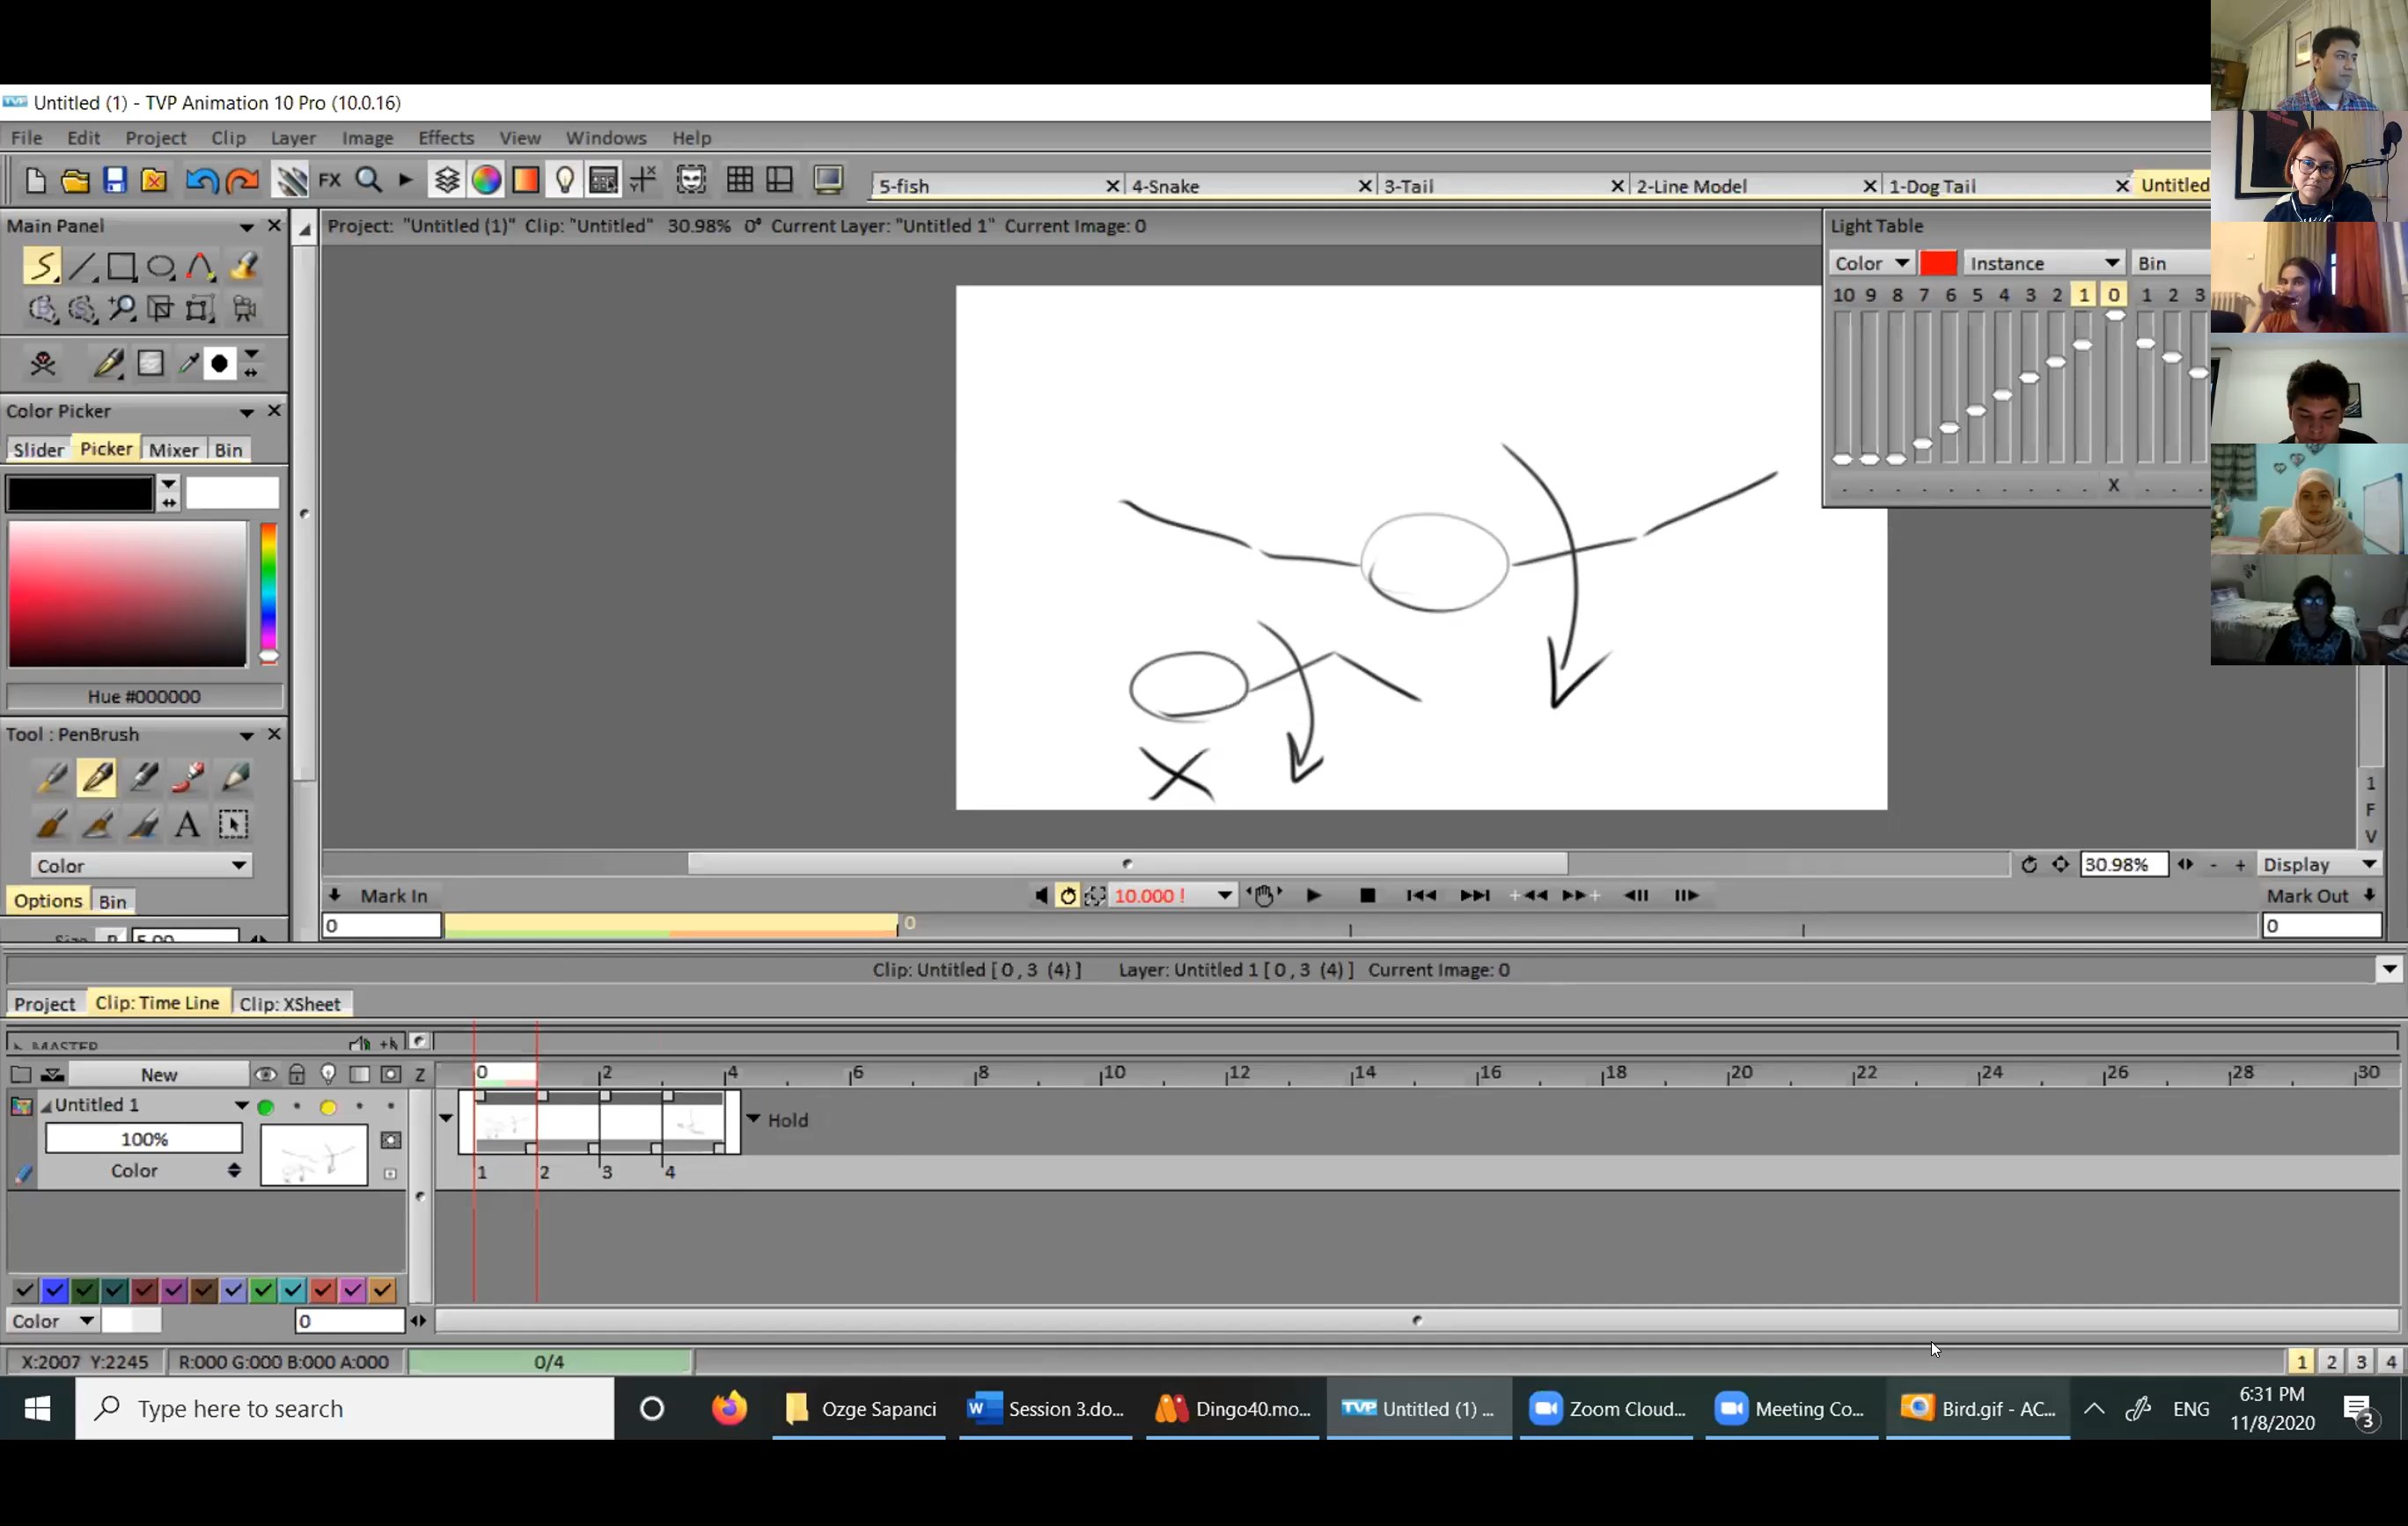 TVP Untitled (1) - TVP Animation 10 Pro (10.0.16)
File Edit Project Clip Layer Image Effects View Windows Help
FX
5-fish 4-Snake 3-Tail 2-Line Model 1-Dog Tail Untitled
Main Panel
Project: "Untitled (1)" Clip: "Untitled" 30.98% 0° Current Layer: "Untitled 1" Current Image: 0
Light Table
Color Instance Bin
10 9 8 7 6 5 4 3 2 1 0 1 2 3
X
Color Picker
Slider Picker Mixer Bin
Hue #000000
Tool : PenBrush
A
Color
Options Bin
5.00
X
1
F
V
30.98% - + Display
Mark In 10.000 ! Mark Out
0 0 0
Clip: Untitled [ 0 , 3 (4) ] Layer: Untitled 1 [ 0 , 3 (4) ] Current Image: 0
Project Clip: Time Line Clip: XSheet
MASTER
New Z 0 2 4 6 8 10 12 14 16 18 20 22 24 26 28 30
Untitled 1
Hold
100%
Color
1 2 3 4
Color 0
X:2007 Y:2245 R:000 G:000 B:000 A:000 0/4 1 2 3 4
Type here to search Ozge Sapanci Session 3.do... Dingo40.mo... TVP Untitled (1) ... Zoom Cloud... Meeting Co... Bird.gif - AC... ENG
6:31 PM
11/8/2020
3